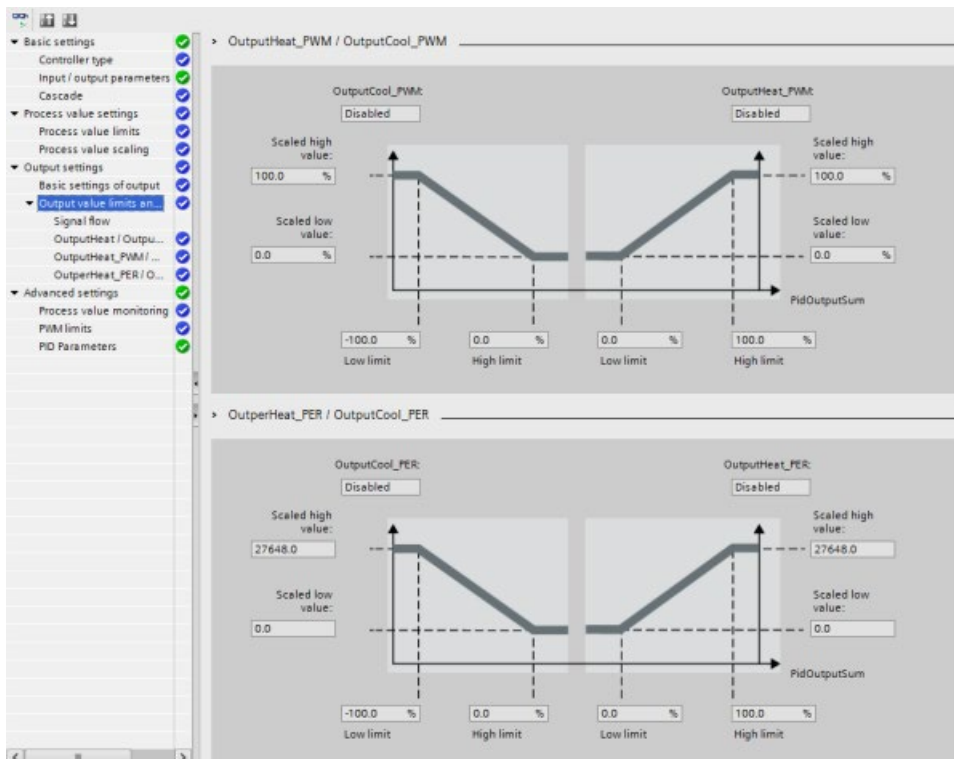 Basic settings
Controller type
Input / output parameters
Cascade
Process value settings
Process value limits
Process value scaling
Output settings
Basic settings of output
Output value limits an...
Signal flow
OutputHeat / Outpu...
OutputHeat_PWM / ...
OutperHeat_PER / O...
Advanced settings
Process value monitoring
PWM limits
PID Parameters
OutputHeat_PWM / OutputCool_PWM
OutputCool_PWM:
Disabled
OutputHeat_PWM:
Disabled
Scaled high
value:
100.0 %
Scaled high
value:
100.0 %
Scaled low
value:
0.0 %
Scaled low
value:
0.0 %
PidOutputSum
-100.0 %
0.0 %
0.0 %
100.0 %
Low limit
High limit
Low limit
High limit
OutperHeat_PER / OutputCool_PER
OutputCool_PER:
Disabled
OutputHeat_PER:
Disabled
Scaled high
value:
27648.0
Scaled high
value:
27648.0
Scaled low
value:
0.0
Scaled low
value:
0.0
PidOutputSum
-100.0 %
0.0 %
0.0 %
100.0 %
Low limit
High limit
Low limit
High limit